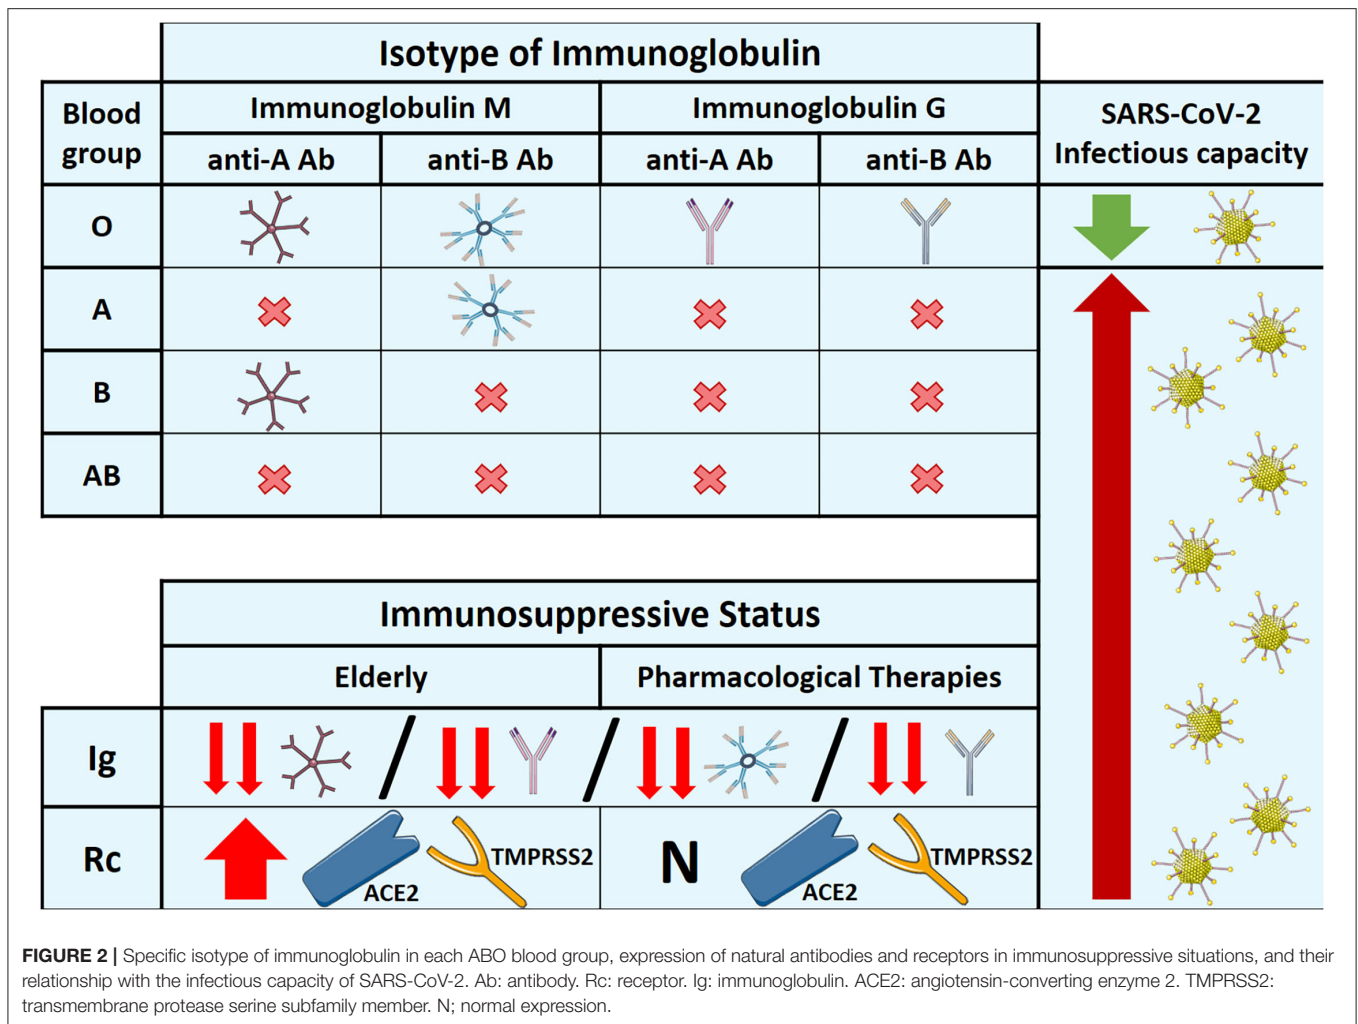 Isotype of Immunoglobulin
Blood group
Immunoglobulin M
Immunoglobulin G
SARS-CoV-2
Infectious capacity
anti-A Ab
anti-B Ab
anti-A Ab
anti-B Ab
O
A
B
AB
Immunosuppressive Status
Elderly
Pharmacological Therapies
Ig
/
/
/
Rc
ACE2
TMPRSS2
N
ACE2
TMPRSS2
FIGURE 2 | Specific isotype of immunoglobulin in each ABO blood group, expression of natural antibodies and receptors in immunosuppressive situations, and their
relationship with the infectious capacity of SARS-CoV-2. Ab: antibody. Rc: receptor. Ig: immunoglobulin. ACE2: angiotensin-converting enzyme 2. TMPRSS2:
transmembrane protease serine subfamily member. N; normal expression.